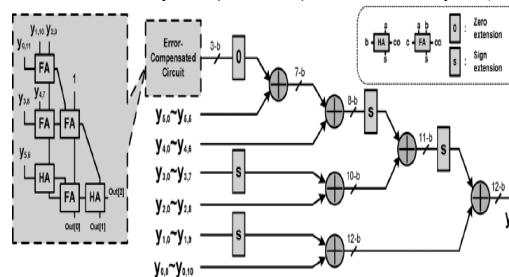 y1,10 y2,9
y0,11
FA
1
y3,8
y4,7
FA
FA
y5,6
HA
FA
HA
Out[2]
Out[0]
Out[1]
Error-
Compensated
Circuit
3-b
0
7-b
y5,0~y5,5
8-b
S
y4,0~y4,6
11-b
S
y3,0~y3,7
S
10-b
y2,0~y2,8
12-b
y
y1,0~y1,9
S
12-b
y0,0~y0,10
a
b HA co
s
a b
c FA co
s
0 : Zero
extension
S : Sign
extension